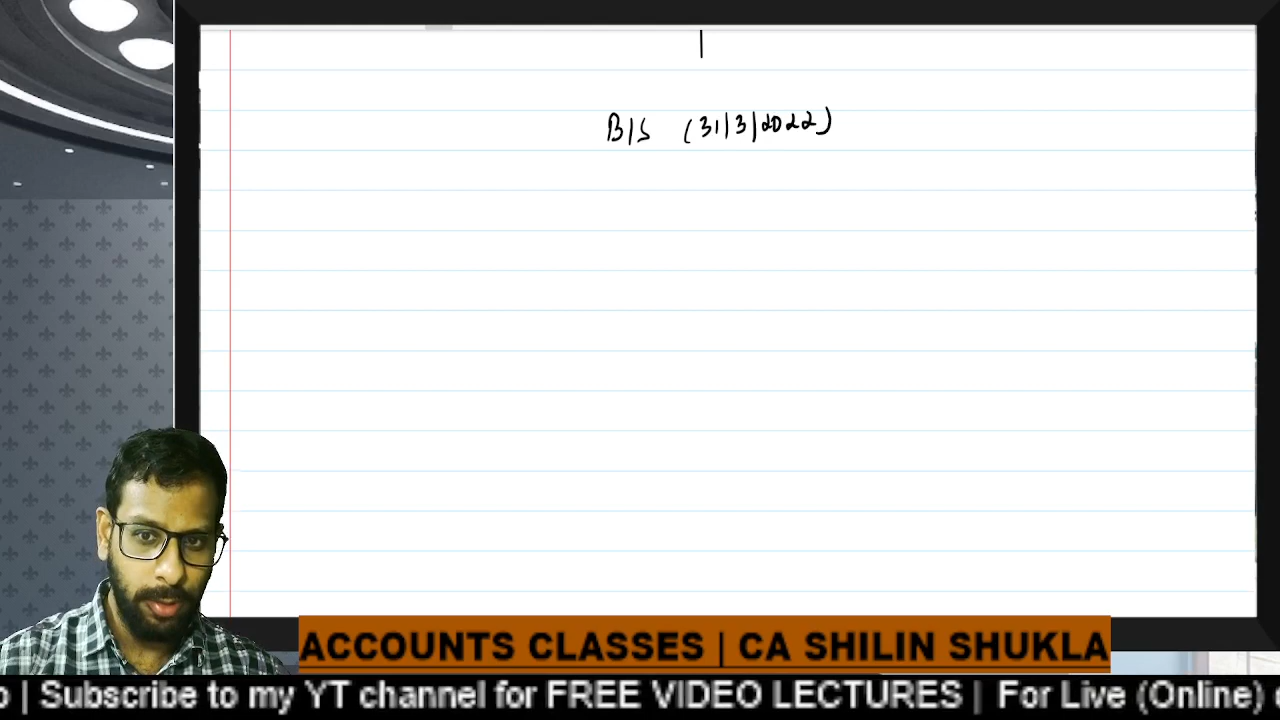 B/S (31/3/2022)
ACCOUNTS CLASSES | CA SHILIN SHUKLA
| Subscribe to my YT channel for FREE VIDEO LECTURES | For Live (Online)